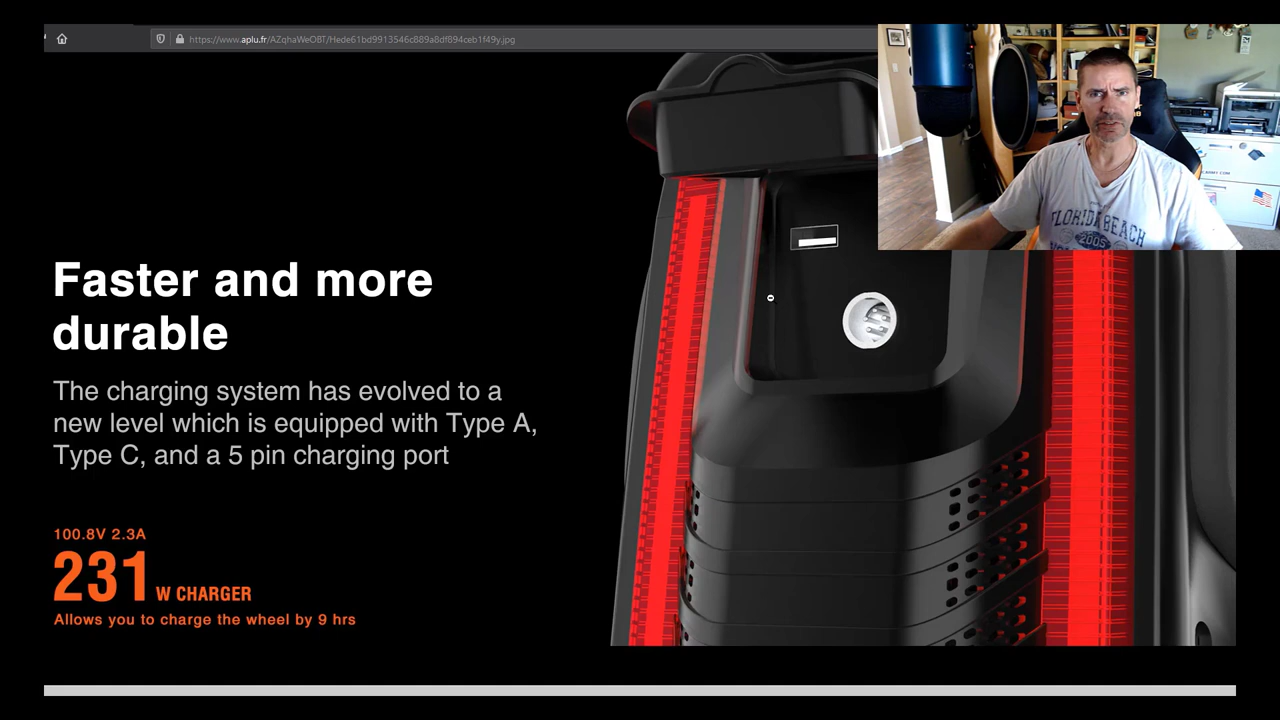 https://www.aplu.fr/AZqhaWeOBT/Hede61bd9913546c889a8df894ceb1f49y.jpg
FLORIDA BEACH
2005
Faster and more
durable
The charging system has evolved to a
new level which is equipped with Type A,
Type C, and a 5 pin charging port
100.8V 2.3A
231 W CHARGER
Allows you to charge the wheel by 9 hrs